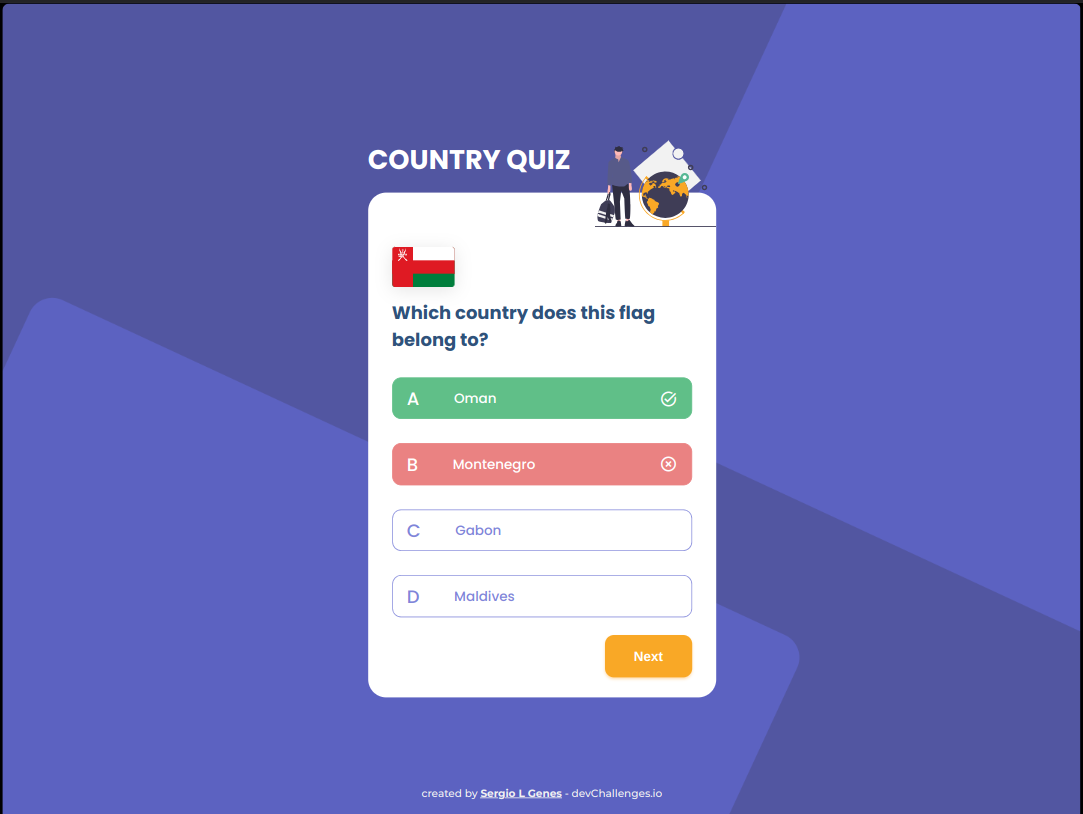 COUNTRY QUIZ
Which country does this flag
belong to?
A Oman
B Montenegro
C Gabon
D Maldives
Next
created by Sergio L Genes - devChallenges.io